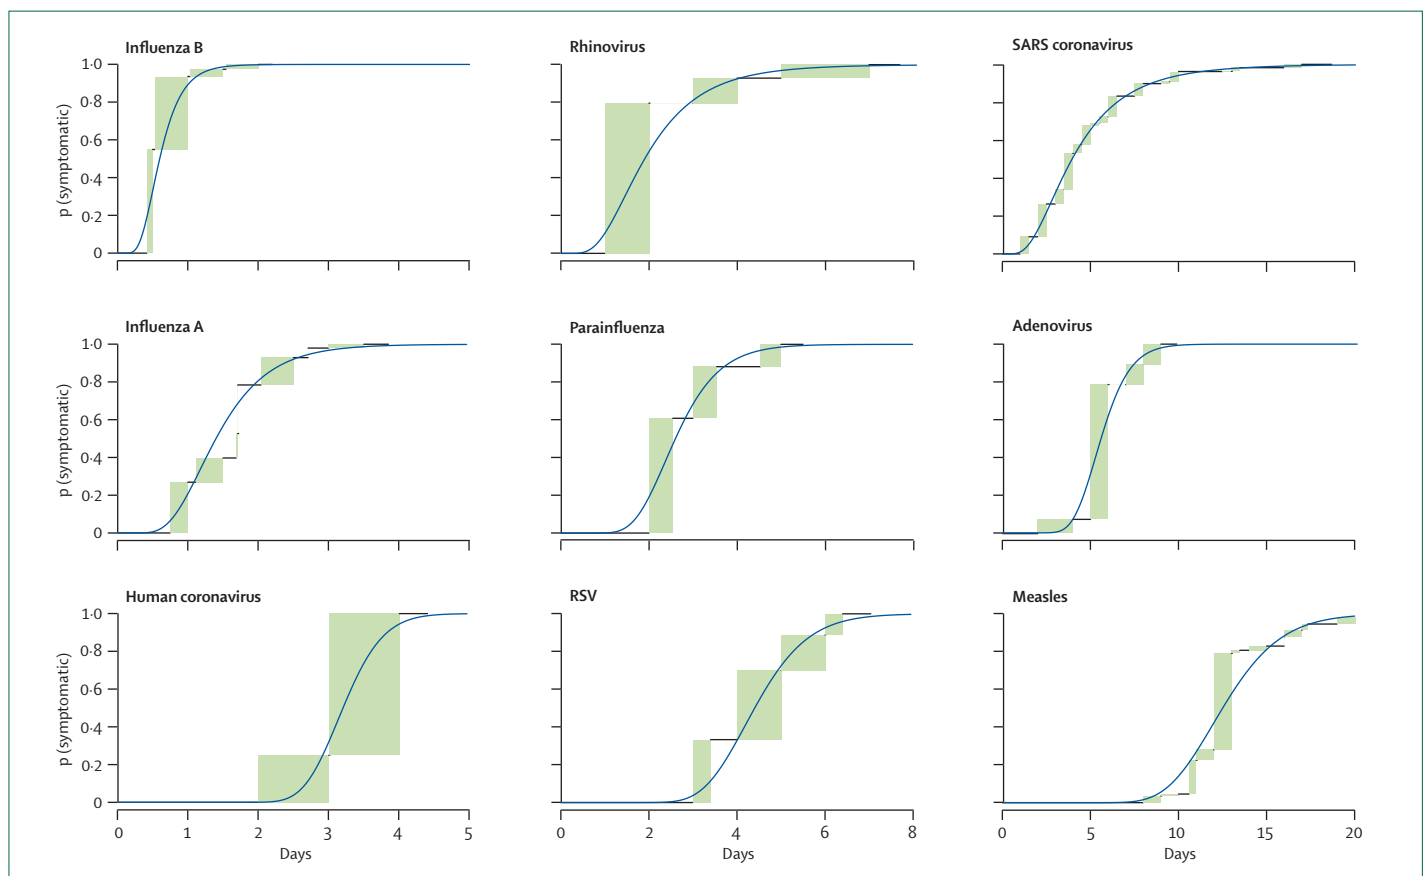 Influenza B
Rhinovirus
SARS coronavirus
p (symptomatic)
1·0
0·8
0·6
0·4
0·2
0
Influenza A
Parainfluenza
Adenovirus
p (symptomatic)
1·0
0·8
0·6
0·4
0·2
0
Human coronavirus
RSV
Measles
p (symptomatic)
1·0
0·8
0·6
0·4
0·2
0
0 1 2 3 4 5
0 2 4 6 8
0 5 10 15 20
Days
Days
Days